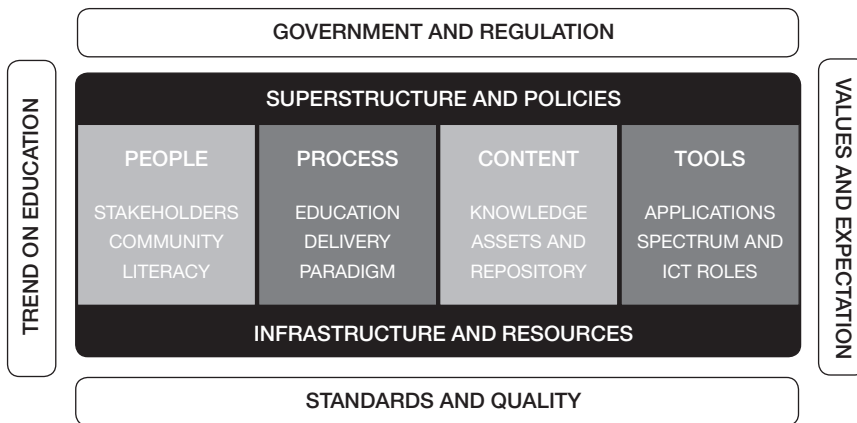 GOVERNMENT AND REGULATION
TREND ON EDUCATION
SUPERSTRUCTURE AND POLICIES
PEOPLE
STAKEHOLDERS
COMMUNITY
LITERACY
PROCESS
EDUCATION
DELIVERY
PARADIGM
CONTENT
KNOWLEDGE
ASSETS AND
REPOSITORY
TOOLS
APPLICATIONS
SPECTRUM AND
ICT ROLES
INFRASTRUCTURE AND RESOURCES
VALUES AND EXPECTATION
STANDARDS AND QUALITY